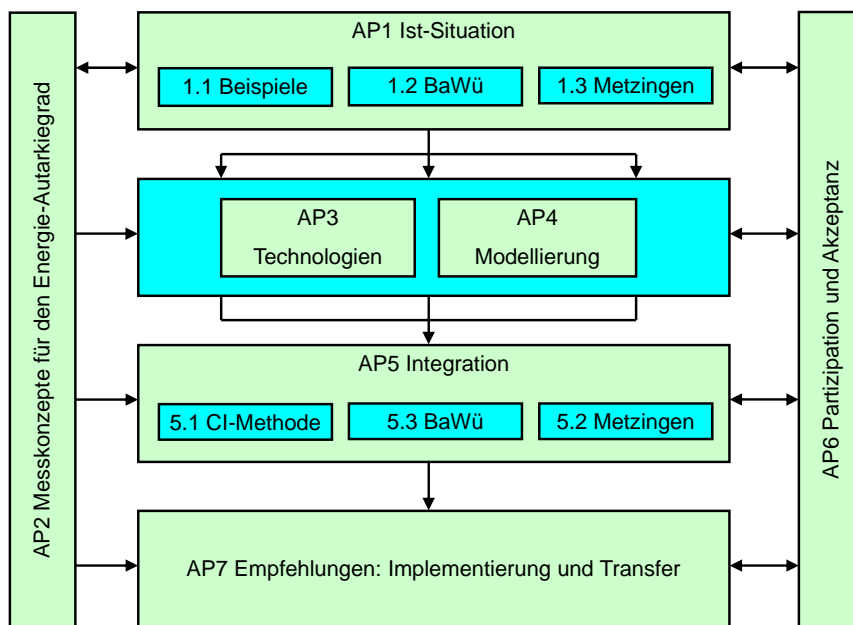 AP1 Ist-Situation
1.1 Beispiele
1.2 BaWü
1.3 Metzingen
AP2 Messkonzepte für den Energie-Autarkiegrad
AP3
Technologien
AP4
Modellierung
AP5 Integration
5.1 CI-Methode
5.3 BaWü
5.2 Metzingen
AP7 Empfehlungen: Implementierung und Transfer
AP6 Partizipation und Akzeptanz